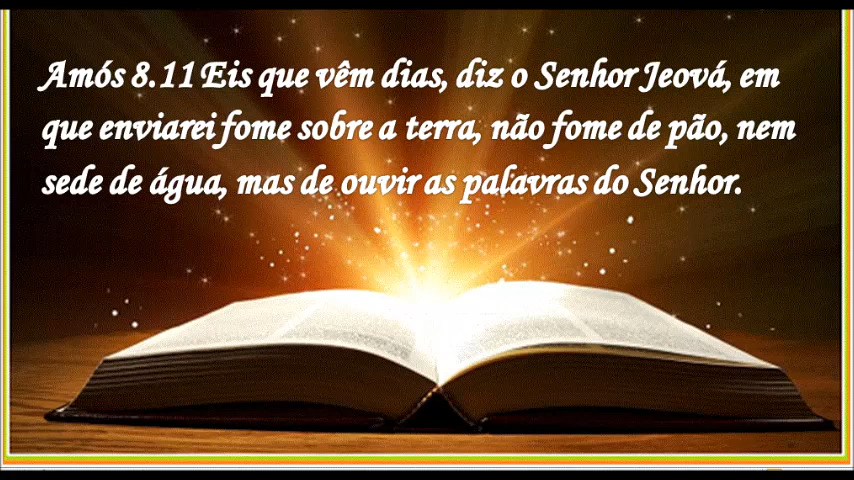 Amós 8.11 Eis que vêm dias, diz o Senhor Jeová, em
que enviarei fome sobre a terra, não fome de pão, nem
sede de água, mas de ouvir as palavras do Senhor.